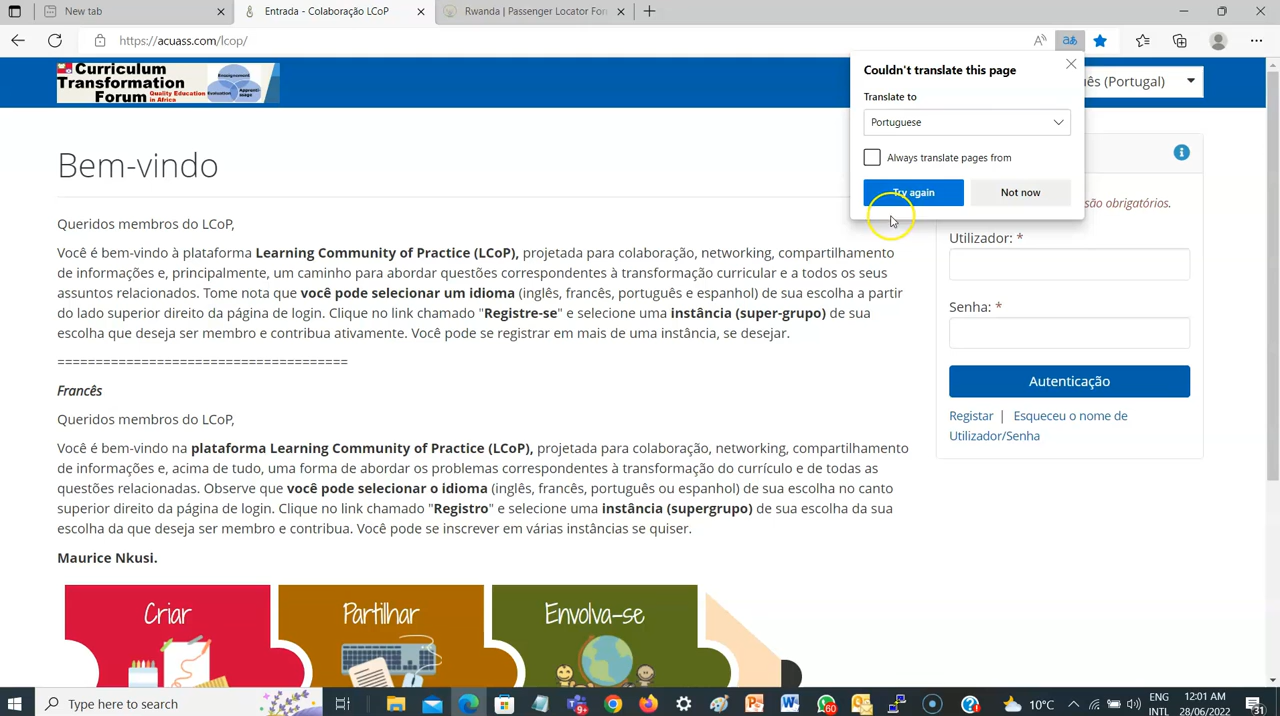 New tab
Entrada - Colaboração LCoP
Rwanda | Passenger Locator For
https://acuass.com/lcop/
Curriculum
Transformation
Forum Quality Education
in Africa
Couldn't translate this page
Translate to
Portuguese
Always translate pages from
Try again
Not now
ês (Portugal)
são obrigatórios.
Utilizador: *
Senha: *
Autenticação
Registar | Esqueceu o nome de
Utilizador/Senha
Bem-vindo
Queridos membros do LCoP,
Você é bem-vindo à plataforma Learning Community of Practice (LCoP), projetada para colaboração, networking, compartilhamento
de informações e, principalmente, um caminho para abordar questões correspondentes à transformação curricular e a todos os seus
assuntos relacionados. Tome nota que você pode selecionar um idioma (inglês, francês, português e espanhol) de sua escolha a partir
do lado superior direito da página de login. Clique no link chamado "Registre-se" e selecione uma instância (super-grupo) de sua
escolha que deseja ser membro e contribua ativamente. Você pode se registrar em mais de uma instância, se desejar.
=====================================
Francês
Queridos membros do LCoP,
Você é bem-vindo na plataforma Learning Community of Practice (LCoP), projetada para colaboração, networking, compartilhamento
de informações e, acima de tudo, uma forma de abordar os problemas correspondentes à transformação do currículo e de todas as
questões relacionadas. Observe que você pode selecionar o idioma (inglês, francês, português ou espanhol) de sua escolha no canto
superior direito da página de login. Clique no link chamado "Registro" e selecione uma instância (supergrupo) de sua escolha da sua
escolha da que deseja ser membro e contribua. Você pode se inscrever em várias instâncias se quiser.
Maurice Nkusi.
Criar
Partilhar
Envolva-se
Type here to search
10°C
ENG
INTL
12:01 AM
28/06/2022